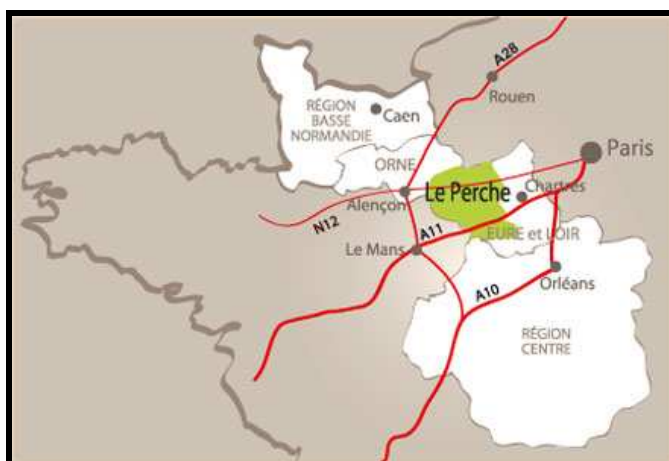 A28
Rouen
RÉGION
BASSE
NORMANDIE
Caen
Paris
ORNE
Le Perche
Chartres
Alençon
N12
A11
EURE et LOIR
Le Mans
Orléans
A10
RÉGION
CENTRE